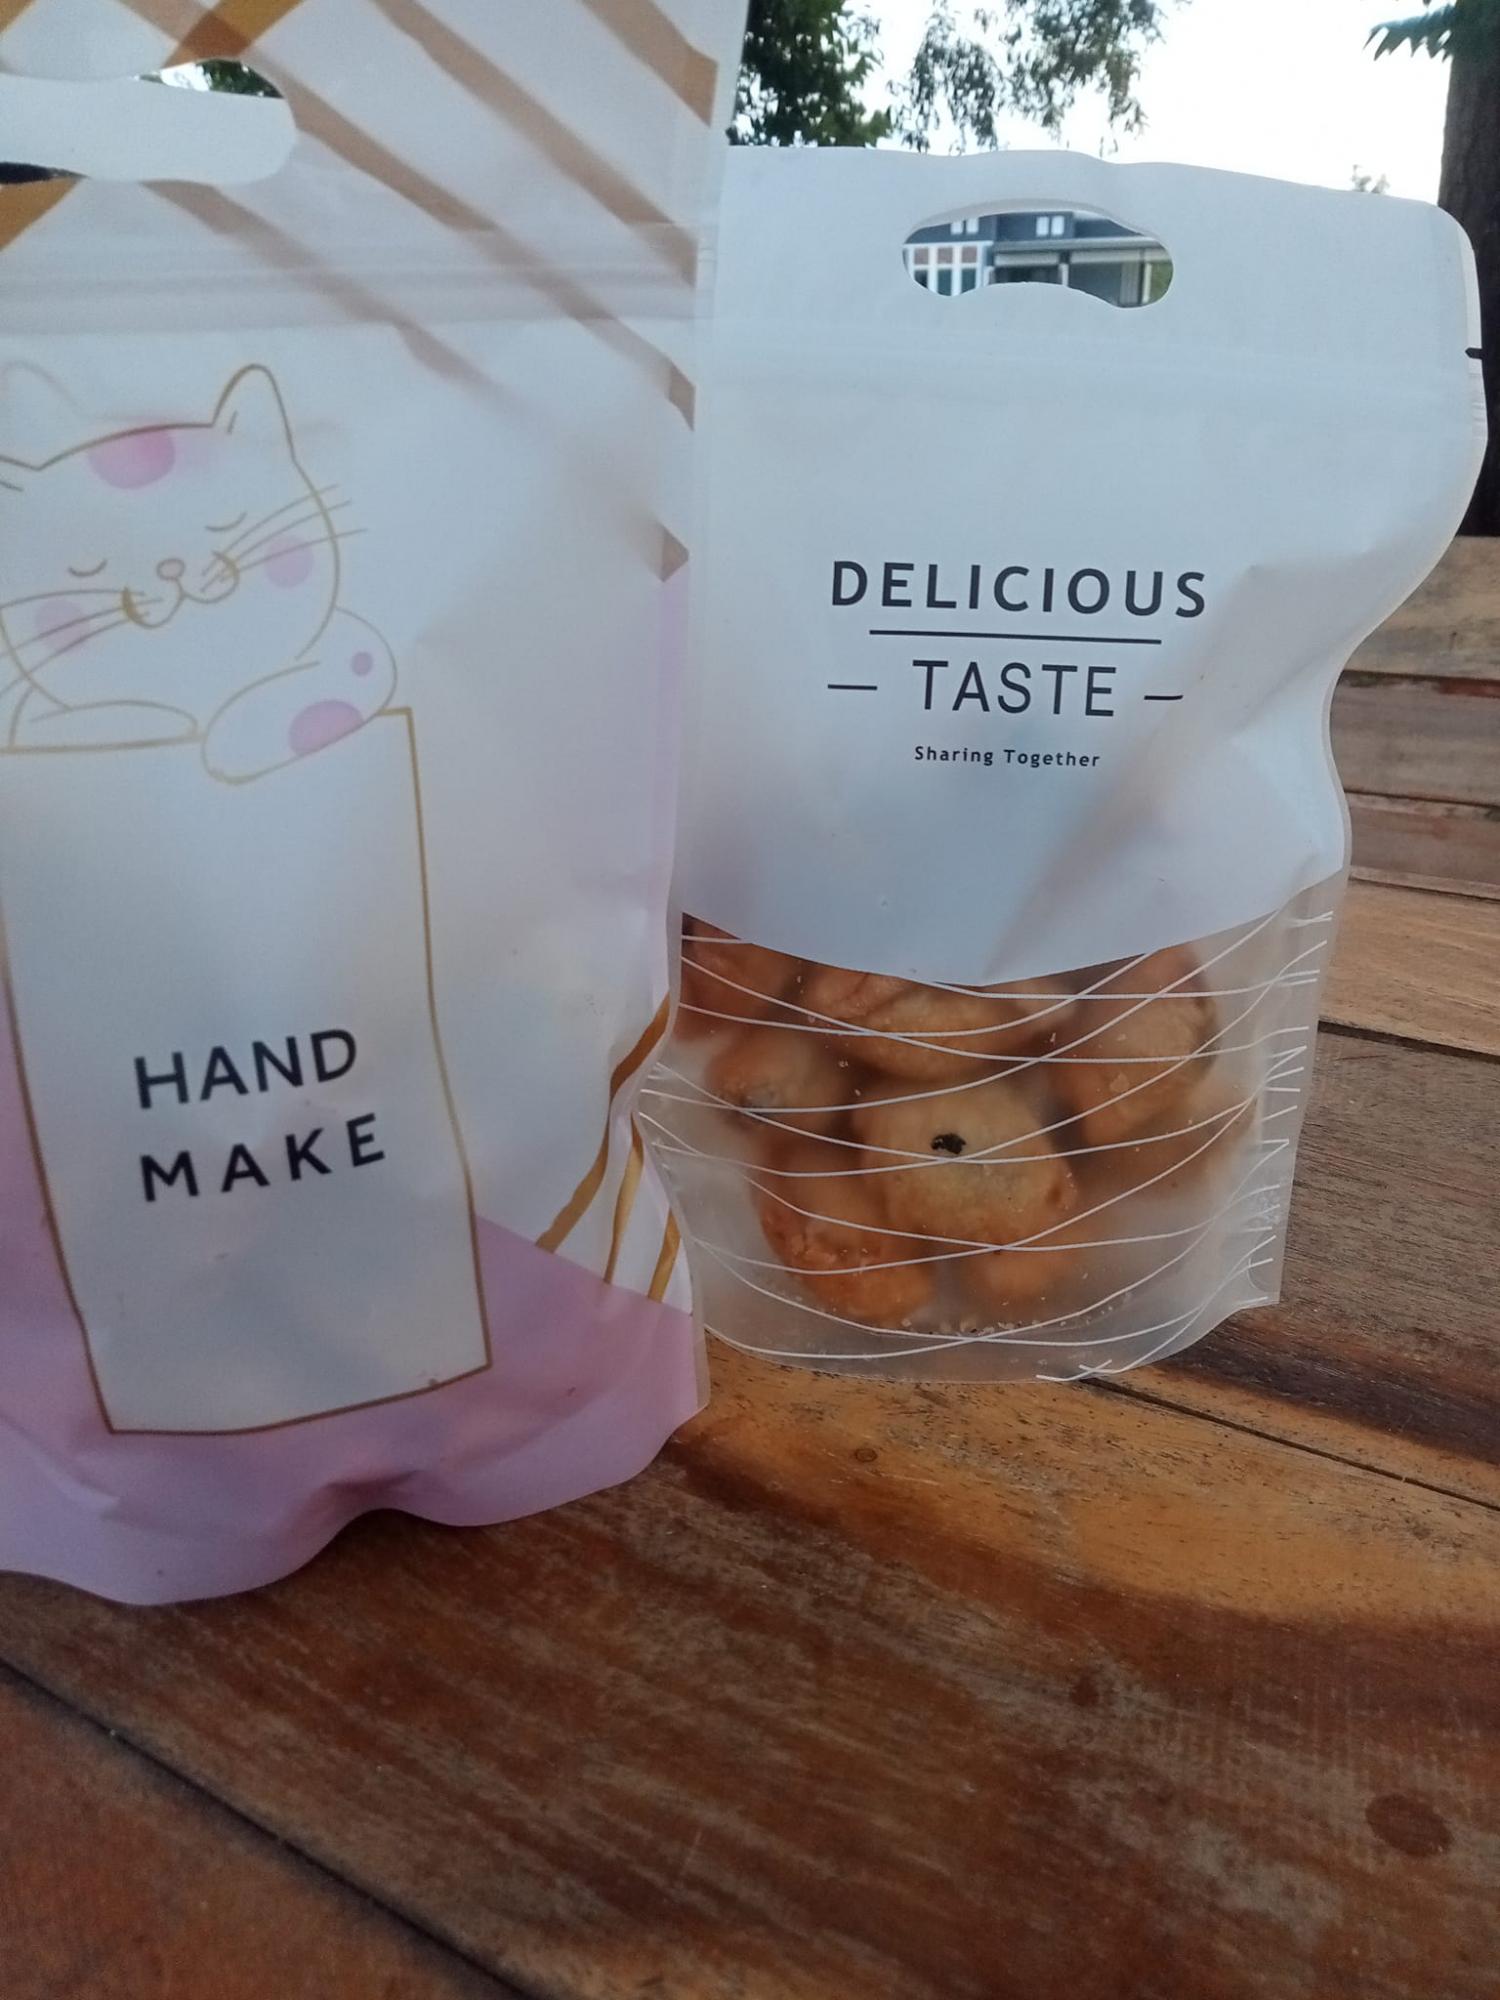 HAND
MAKE
DELICIOUS
— TASTE —
Sharing Together